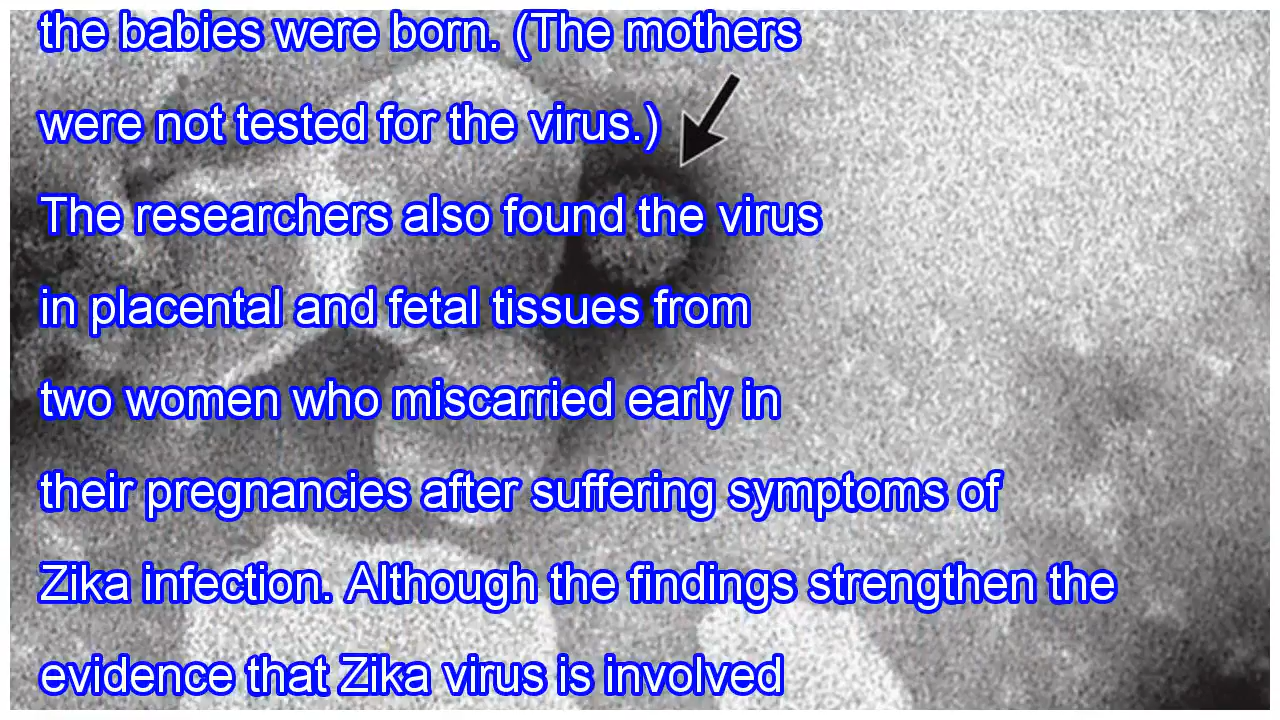 the babies were born. (The mothers
were not tested for the virus.)
The researchers also found the virus
in placental and fetal tissues from
two women who miscarried early in
their pregnancies after suffering symptoms of
Zika infection. Although the findings strengthen the
evidence that Zika virus is involved